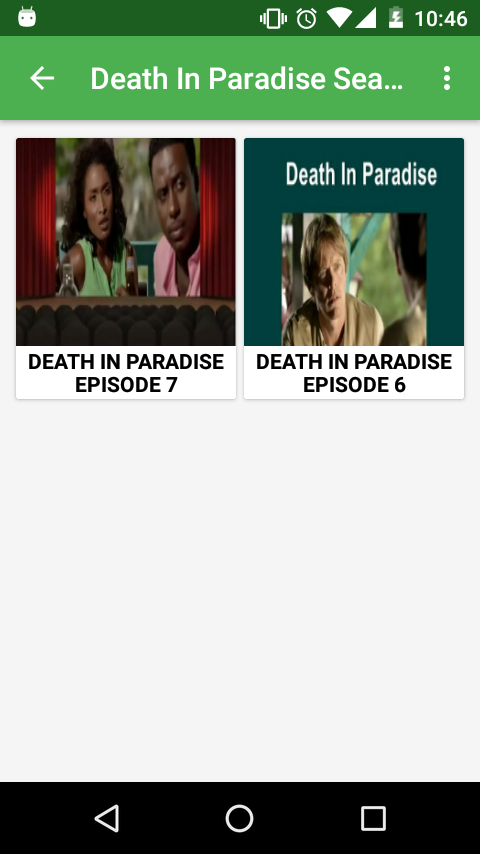 10:46
Death In Paradise Sea...
Death In Paradise
DEATH IN PARADISE
EPISODE 7
DEATH IN PARADISE
EPISODE 6